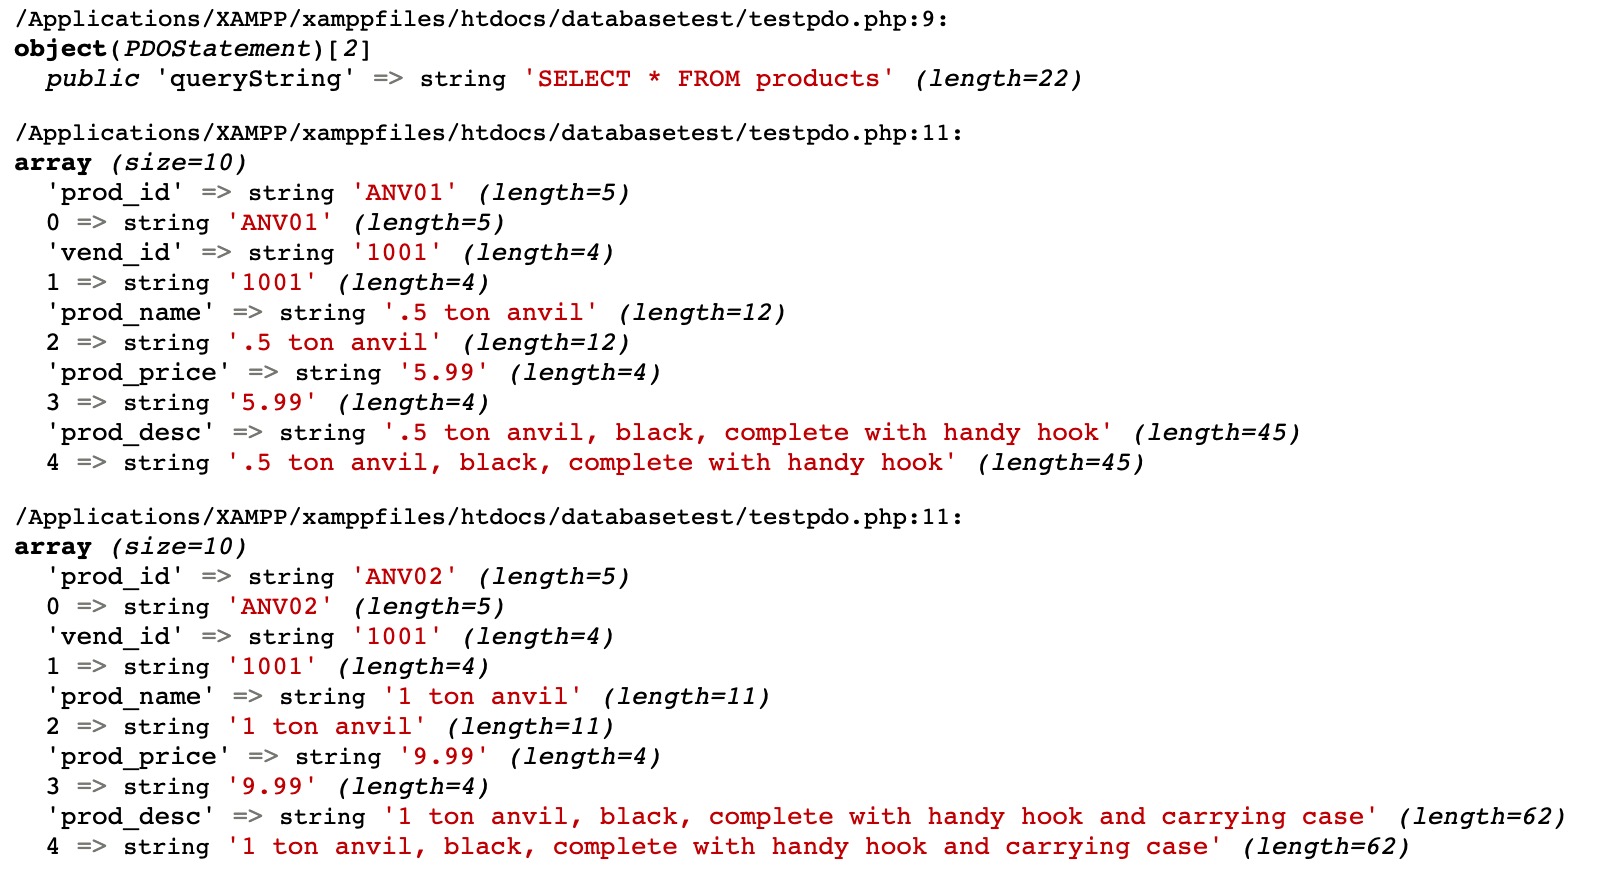 /Applications/XAMPP/xamppfiles/htdocs/databasetest/testpdo.php:9:
object(PDOStatement)[2]
public 'queryString' => string 'SELECT * FROM products' (length=22)
/Applications/XAMPP/xamppfiles/htdocs/databasetest/testpdo.php:11:
array (size=10)
'prod_id' => string 'ANV01' (length=5)
0 => string 'ANV01' (length=5)
'vend_id' => string '1001' (length=4)
1 => string '1001' (length=4)
'prod_name' => string '.5 ton anvil' (length=12)
2 => string '.5 ton anvil' (length=12)
'prod_price' => string '5.99' (length=4)
3 => string '5.99' (length=4)
'prod_desc' => string '.5 ton anvil, black, complete with handy hook' (length=45)
4 => string '.5 ton anvil, black, complete with handy hook' (length=45)
/Applications/XAMPP/xamppfiles/htdocs/databasetest/testpdo.php:11:
array (size=10)
'prod_id' => string 'ANV02' (length=5)
0 => string 'ANV02' (length=5)
'vend_id' => string '1001' (length=4)
1 => string '1001' (length=4)
'prod_name' => string '1 ton anvil' (length=11)
2 => string '1 ton anvil' (length=11)
'prod_price' => string '9.99' (length=4)
3 => string '9.99' (length=4)
'prod_desc' => string '1 ton anvil, black, complete with handy hook and carrying case' (length=62)
4 => string '1 ton anvil, black, complete with handy hook and carrying case' (length=62)